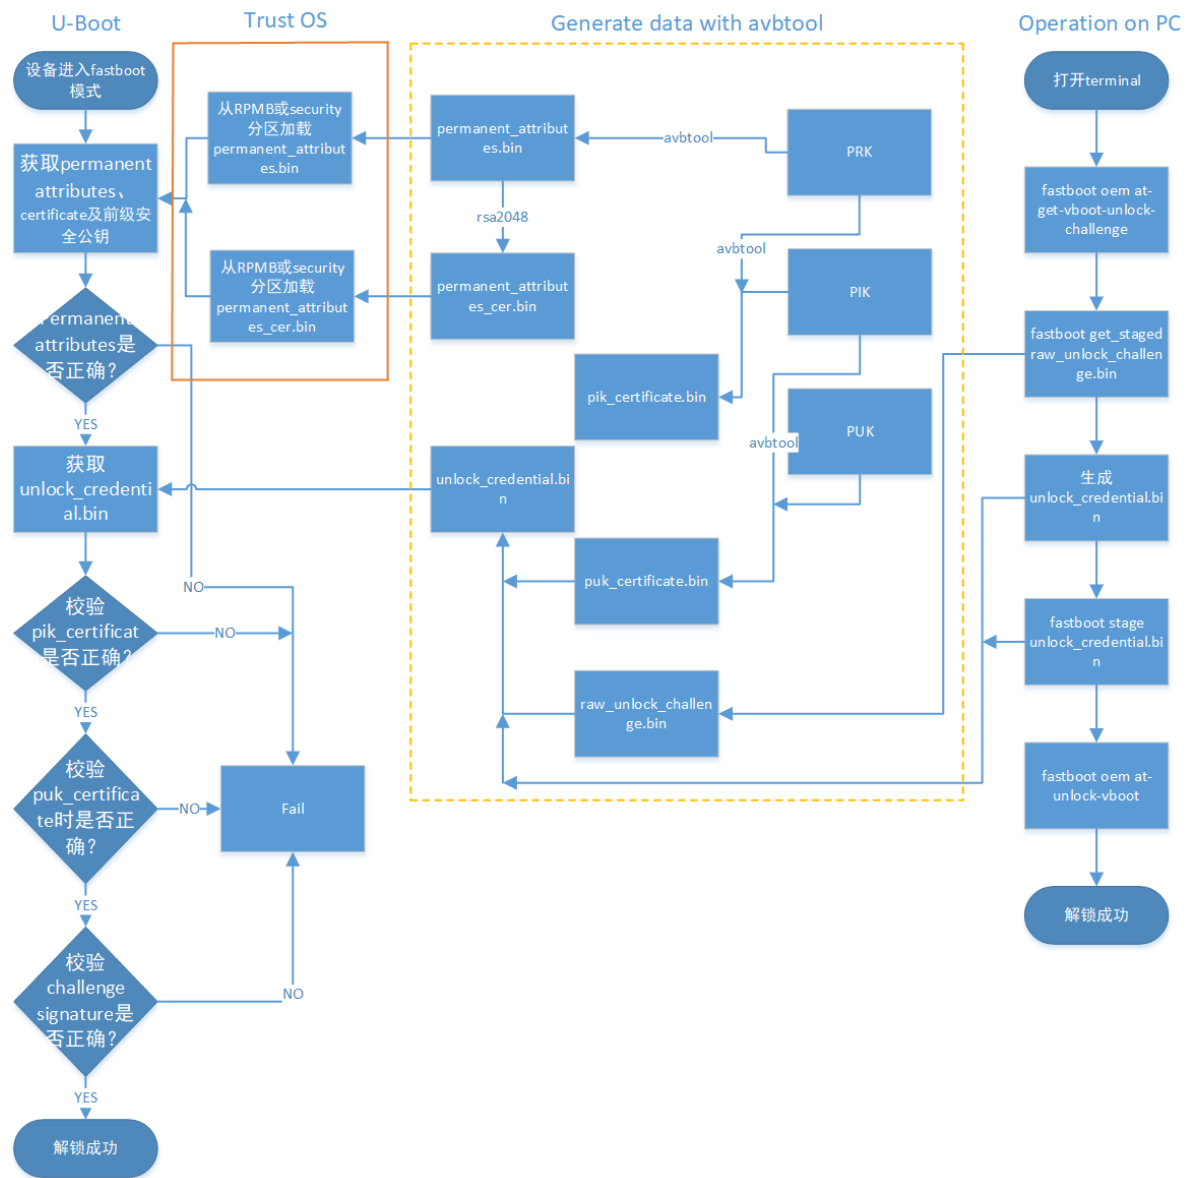 U-Boot
Trust OS
Generate data with avbtool
Operation on PC
设备进入fastboot
模式
获取permanent
attributes、
certificate及前级安
全公钥
Permanent
attributes是
否正确?
YES
获取
unlock_credenti
al.bin
校验
pik_certificat
是否正确?
YES
校验
puk_certifica
te时是否正
确?
YES
校验
challenge
signature是
否正确?
YES
解锁成功
NO
NO
NO
NO
Fail
从RPMB或security
分区加载
permanent_attribut
es.bin
从RPMB或security
分区加载
permanent_attribut
es_cer.bin
permanent_attribut
es.bin
rsa2048
permanent_attribut
es_cer.bin
avbtool
PRK
avbtool
PIK
pik_certificate.bin
avbtool
PUK
unlock_credential.bi
n
puk_certificate.bin
raw_unlock_challe
nge.bin
打开terminal
fastboot oem at-
get-vboot-unlock-
challenge
fastboot get_staged
raw_unlock_challen
ge.bin
生成
unlock_credential.bi
n
fastboot stage
unlock_credential.bi
n
fastboot oem at-
unlock-vboot
解锁成功